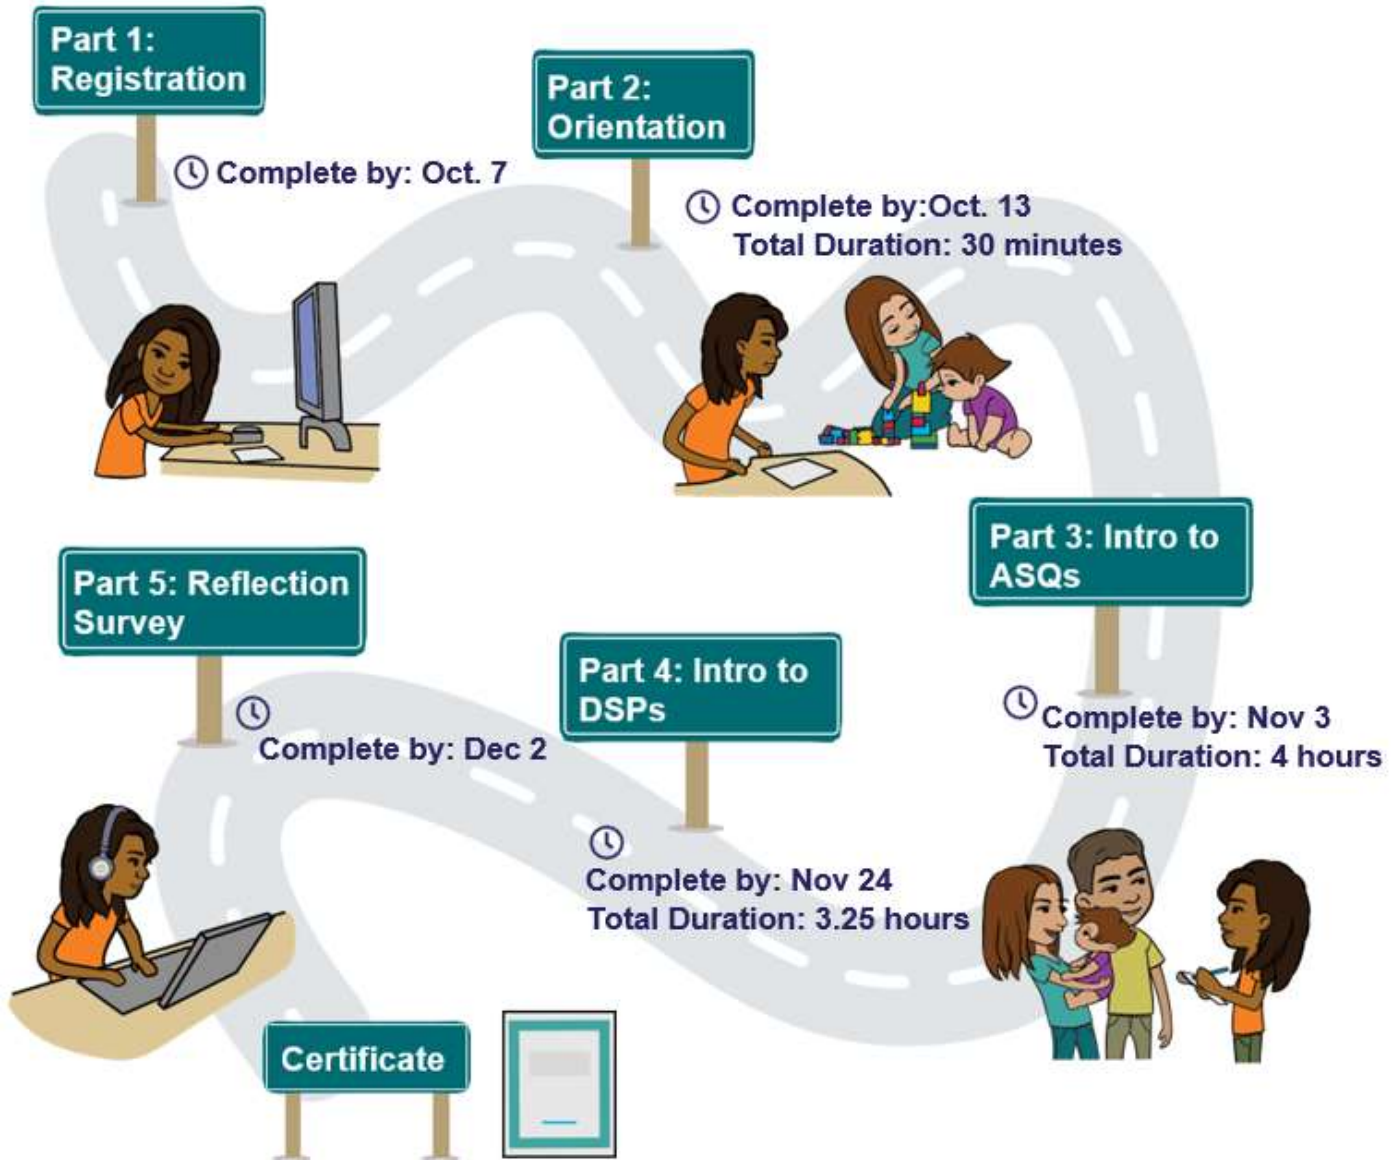 Part 1:
Registration
Complete by: Oct. 7
Part 2:
Orientation
Complete by:Oct. 13
Total Duration: 30 minutes
Part 3: Intro to
ASQs
Complete by: Nov 3
Total Duration: 4 hours
Part 4: Intro to
DSPs
Complete by: Nov 24
Total Duration: 3.25 hours
Part 5: Reflection
Survey
Complete by: Dec 2
Certificate